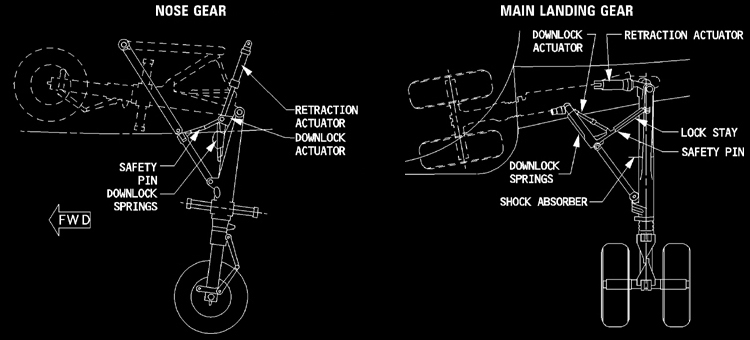 NOSE GEAR
RETRACTION
ACTUATOR
DOWNLOCK
ACTUATOR
SAFETY
PIN
DOWNLOCK
SPRINGS
FWD
MAIN LANDING GEAR
DOWNLOCK
ACTUATOR
RETRACTION ACTUATOR
LOCK STAY
SAFETY PIN
DOWNLOCK
SPRINGS
SHOCK ABSORBER